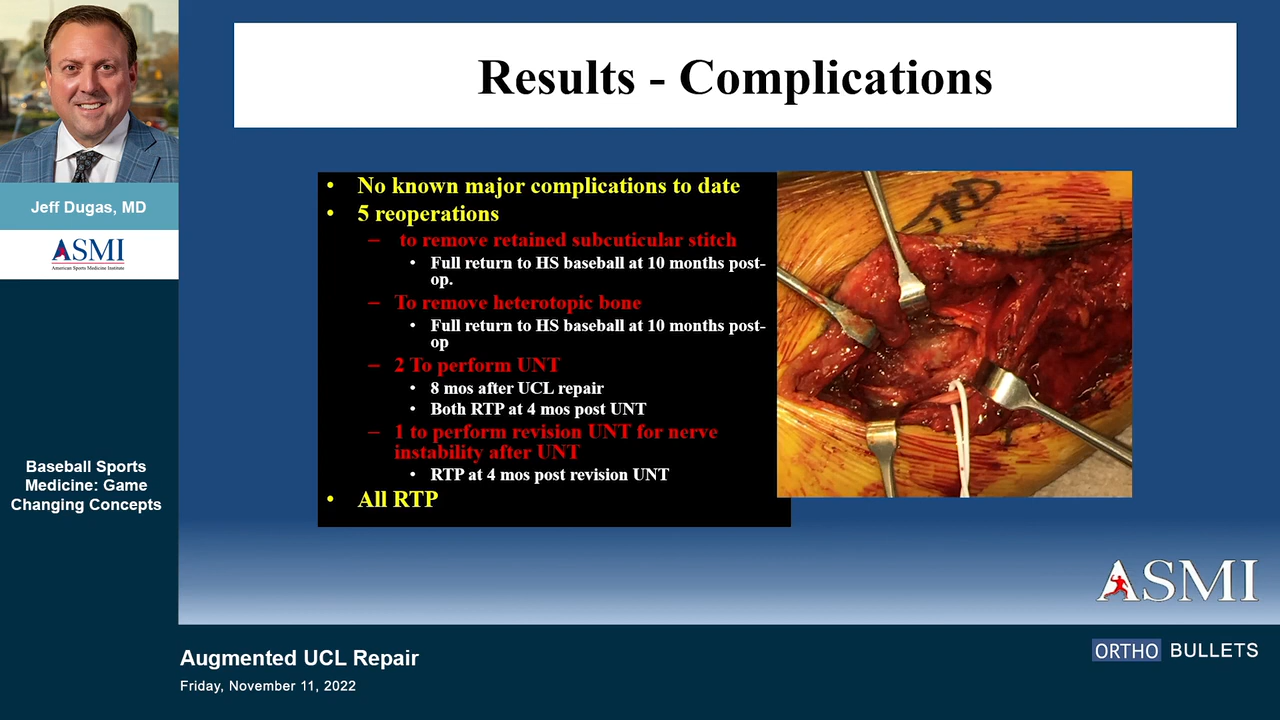 Jeff Dugas, MD
ASMI
American Sports Medicine Institute
Baseball Sports
Medicine: Game
Changing Concepts
Results - Complications
• No known major complications to date
• 5 reoperations
– to remove retained subcuticular stitch
• Full return to HS baseball at 10 months post-
op.
– To remove heterotopic bone
• Full return to HS baseball at 10 months post-
op
– 2 To perform UNT
• 8 mos after UCL repair
• Both RTP at 4 mos post UNT
– 1 to perform revision UNT for nerve
instability after UNT
• RTP at 4 mos post revision UNT
• All RTP
ASMI
Augmented UCL Repair
Friday, November 11, 2022
ORTHO BULLETS